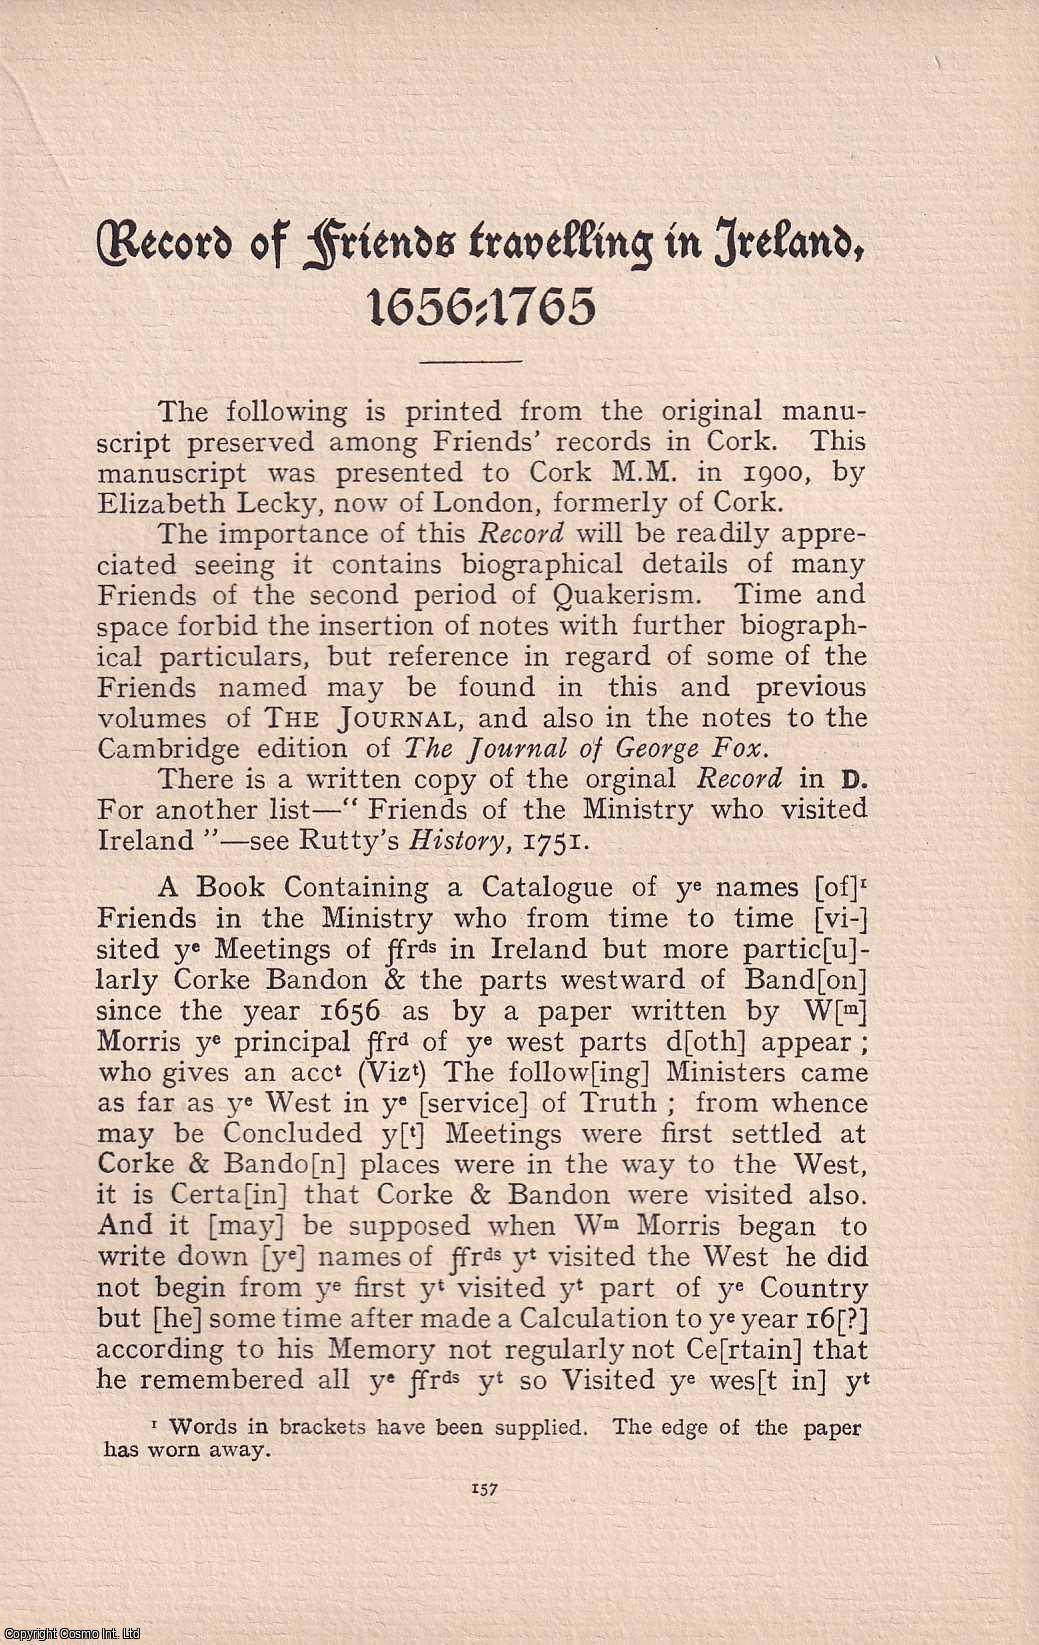 Record of Friends travelling in Ireland,
1656-1765
The following is printed from the original manu-
script preserved among Friends’ records in Cork. This
manuscript was presented to Cork M.M. in 1900, by
Elizabeth Lecky, now of London, formerly of Cork.
The importance of this Record will be readily appre-
ciated seeing it contains biographical details of many
Friends of the second period of Quakerism. Time and
space forbid the insertion of notes with further biograph-
ical particulars, but reference in regard of some of the
Friends named may be found in this and previous
volumes of THE JOURNAL, and also in the notes to the
Cambridge edition of The Journal of George Fox.
There is a written copy of the orginal Record in D.
For another list—“ Friends of the Ministry who visited
Ireland ”—see Rutty’s History, 1751.
A Book Containing a Catalogue of yᵉ names [of]¹
Friends in the Ministry who from time to time [vi-]
sited yᵉ Meetings of ffrᵈˢ in Ireland but more partic[u]-
larly Corke Bandon & the parts westward of Band[on]
since the year 1656 as by a paper written by W[ᵐ]
Morris yᵉ principal ffrᵈ of yᵉ west parts d[oth] appear ;
who gives an accᵗ (Vizᵗ) The follow[ing] Ministers came
as far as yᵉ West in yᵉ [service] of Truth ; from whence
may be Concluded y[ᵗ] Meetings were first settled at
Corke & Bando[n] places were in the way to the West,
it is Certa[in] that Corke & Bandon were visited also.
And it [may] be supposed when Wᵐ Morris began to
write down [yᵉ] names of ffrᵈˢ yᵗ visited the West he did
not begin from yᵉ first yᵗ visited yᵗ part of yᵉ Country
but [he] some time after made a Calculation to yᵉ year 16[?]
according to his Memory not regularly not Ce[rtain] that
he remembered all yᵉ ffrᵈˢ yᵗ so Visited yᵉ wes[t in] yᵗ
¹ Words in brackets have been supplied. The edge of the paper
has worn away.
157
Copyright Cosmo Int. Ltd